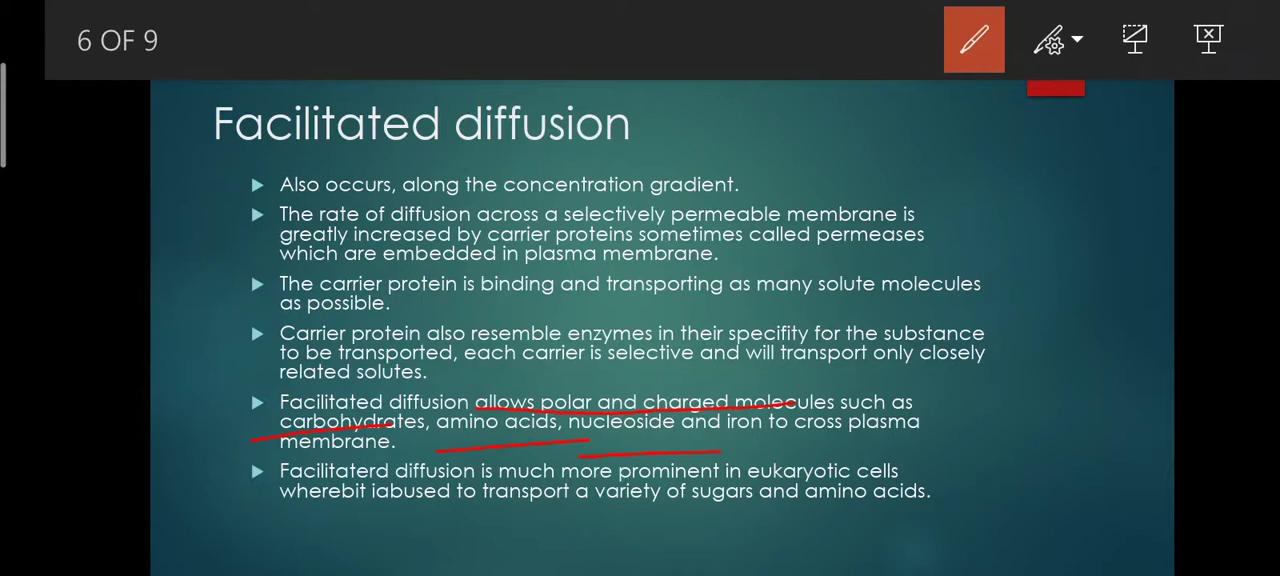 6 OF 9
Facilitated diffusion
Also occurs, along the concentration gradient.
The rate of diffusion across a selectively permeable membrane is
greatly increased by carrier proteins sometimes called permeases
which are embedded in plasma membrane.
The carrier protein is binding and transporting as many solute molecules
as possible.
Carrier protein also resemble enzymes in their specifity for the substance
to be transported, each carrier is selective and will transport only closely
related solutes.
Facilitated diffusion allows polar and charged molecules such as
carbohydrates, amino acids, nucleoside and iron to cross plasma
membrane.
Facilitaterd diffusion is much more prominent in eukaryotic cells
wherebit iabused to transport a variety of sugars and amino acids.